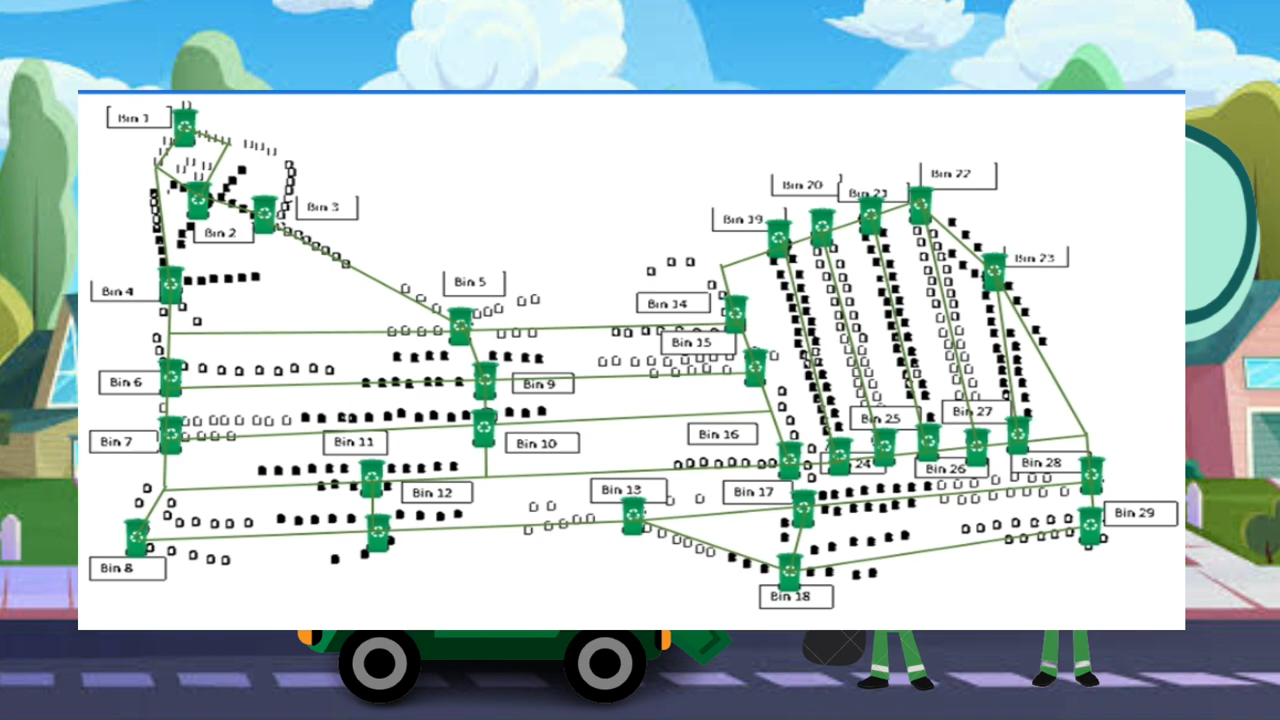 Bin 1
Bin 2
Bin 3
Bin 4
Bin 5
Bin 6
Bin 7
Bin 8
Bin 9
Bin 10
Bin 11
Bin 12
Bin 13
Bin 14
Bin 15
Bin 16
Bin 17
Bin 18
Bin 19
Bin 20
Bin 21
Bin 22
Bin 23
24
Bin 25
Bin 26
Bin 27
Bin 28
Bin 29